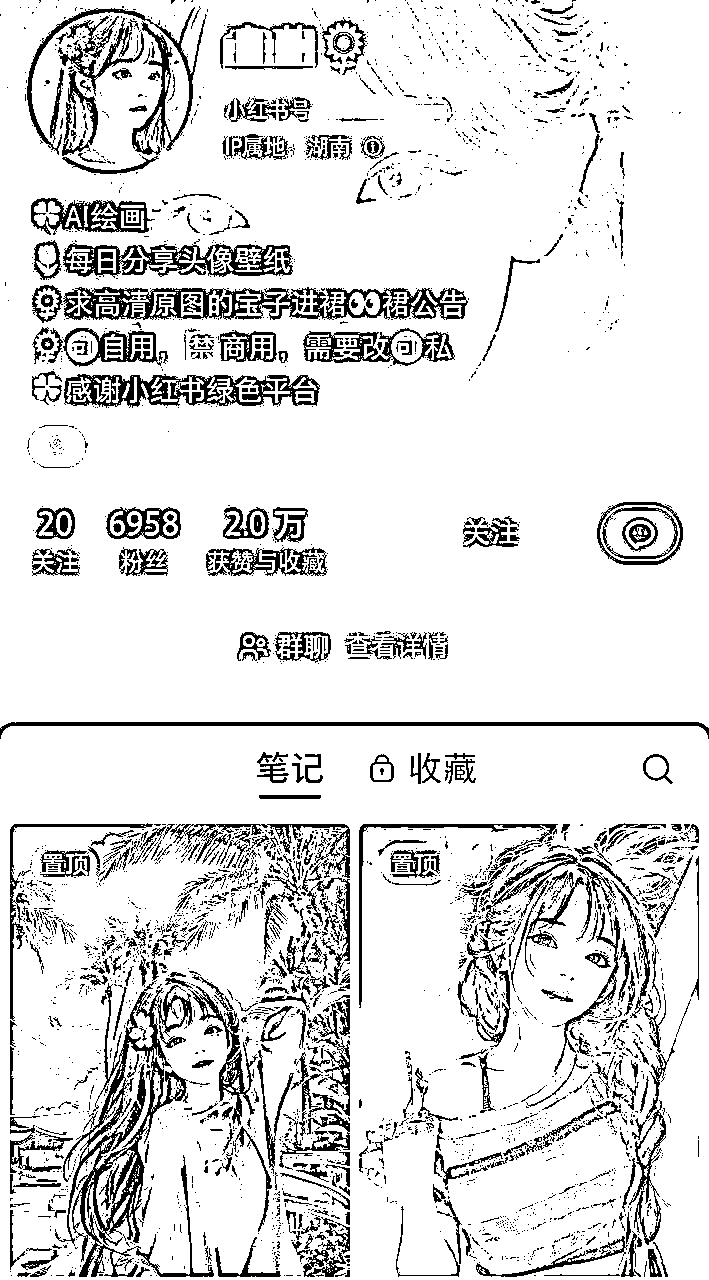 小红书号
IP属地：湖南
AI绘画
每日分享头像壁纸
求高清原图的宝子进裙👀裙公告
可自用，禁商用，需要改可私
感谢小红书绿色平台
20 关注
6958 粉丝
2.0万 获赞与收藏
关注
群聊 查看详情
笔记 收藏
置顶
置顶